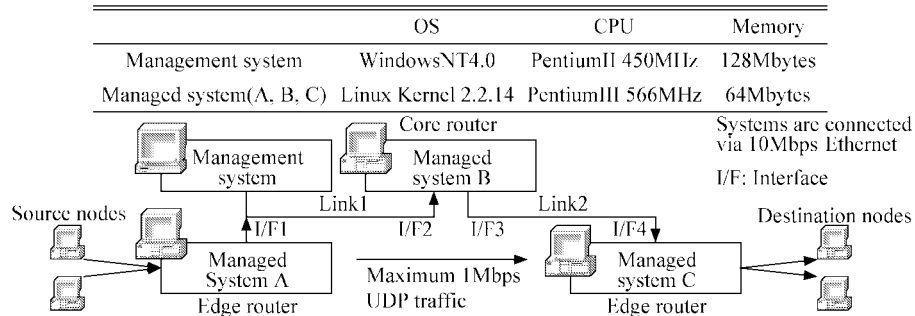 OS CPU Memory
Management system WindowsNT4.0 PentiumII 450MHz 128Mbytes
Managed system(A, B, C) Linux Kernel 2.2.14 PentiumIII 566MHz 64Mbytes
Core router
Systems are connected
via 10Mbps Ethernet
I/F: Interface
Management
system
Managed
system B
Link1
Link2
Source nodes
I/F1
I/F2
I/F3
I/F4
Destination nodes
Managed
System A
Edge router
Maximum 1Mbps
UDP traffic
Managed
system C
Edge router